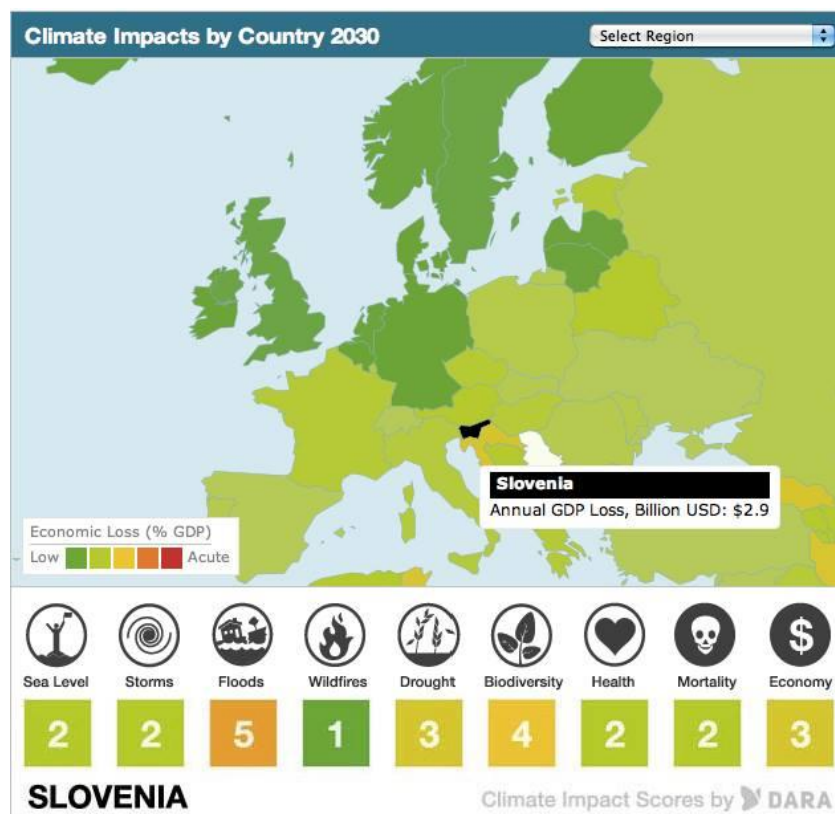 Climate Impacts by Country 2030
Select Region
Slovenia
Annual GDP Loss, Billion USD: $2.9
Economic Loss (% GDP)
Low Acute
Sea Level Storms Floods Wildfires Drought Biodiversity Health Mortality Economy
2 2 5 1 3 4 2 2 3
SLOVENIA
Climate Impact Scores by DARA